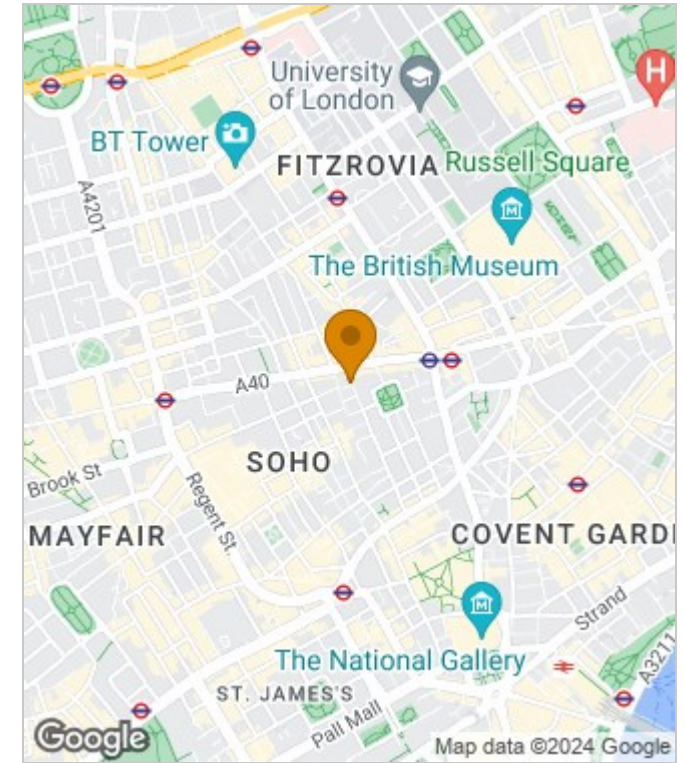 University
of London
H
BT Tower
FITZROVIA
Russell Square
A4201
The British Museum
A40
SOHO
Brook St
Regent St.
MAYFAIR
COVENT GARD
Strand
The National Gallery
A3211
ST. JAMES'S
Pall Mall
Google
Map data ©2024 Google